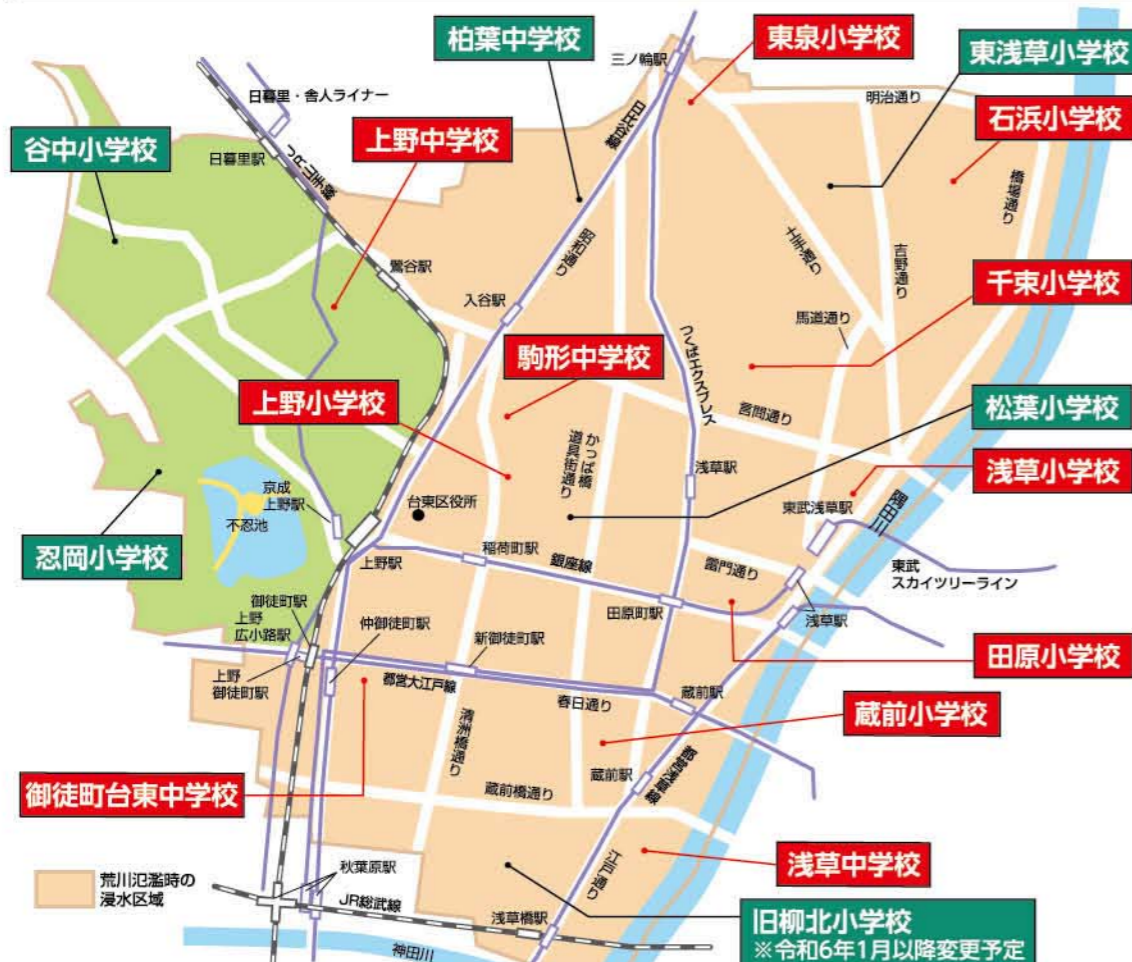 柏葉中学校
東泉小学校
東浅草小学校
三ノ輪駅
日暮里・舎人ライナー
明治通り
石浜小学校
谷中小学校
上野中学校
日暮里駅
JR山手線
日比谷線
橋場通り
昭和通り
土手通り
吉野通り
鶯谷駅
千束小学校
入谷駅
馬道通り
駒形中学校
つくばエクスプレス
上野小学校
言問通り
松葉小学校
かっぱ橋
道具街通り
浅草駅
浅草小学校
京成
上野駅
台東区役所
東武浅草駅
隅田川
不忍池
忍岡小学校
上野駅
稲荷町駅
銀座線
雷門通り
東武
スカイツリーライン
御徒町駅
上野
広小路駅
仲御徒町駅
新御徒町駅
田原町駅
浅草駅
田原小学校
上野
御徒町駅
都営大江戸線
春日通り
蔵前駅
蔵前小学校
清洲橋通り
都営浅草線
御徒町台東中学校
蔵前橋通り
蔵前駅
浅草中学校
江戸通り
荒川氾濫時の
浸水区域
秋葉原駅
JR総武線
浅草橋駅
旧柳北小学校
※令和6年1月以降変更予定
神田川